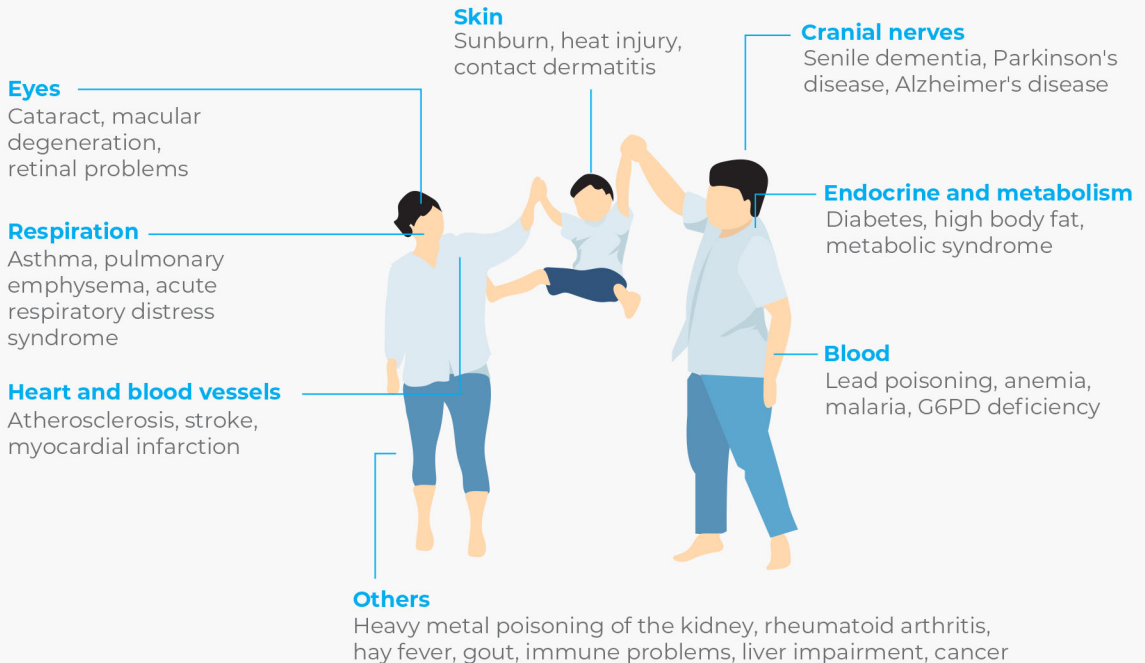 Skin
Sunburn, heat injury,
contact dermatitis
Cranial nerves
Senile dementia, Parkinson's
disease, Alzheimer's disease
Eyes
Cataract, macular
degeneration,
retinal problems
Endocrine and metabolism
Diabetes, high body fat,
metabolic syndrome
Respiration
Asthma, pulmonary
emphysema, acute
respiratory distress
syndrome
Blood
Lead poisoning, anemia,
malaria, G6PD deficiency
Heart and blood vessels
Atherosclerosis, stroke,
myocardial infarction
Others
Heavy metal poisoning of the kidney, rheumatoid arthritis,
hay fever, gout, immune problems, liver impairment, cancer